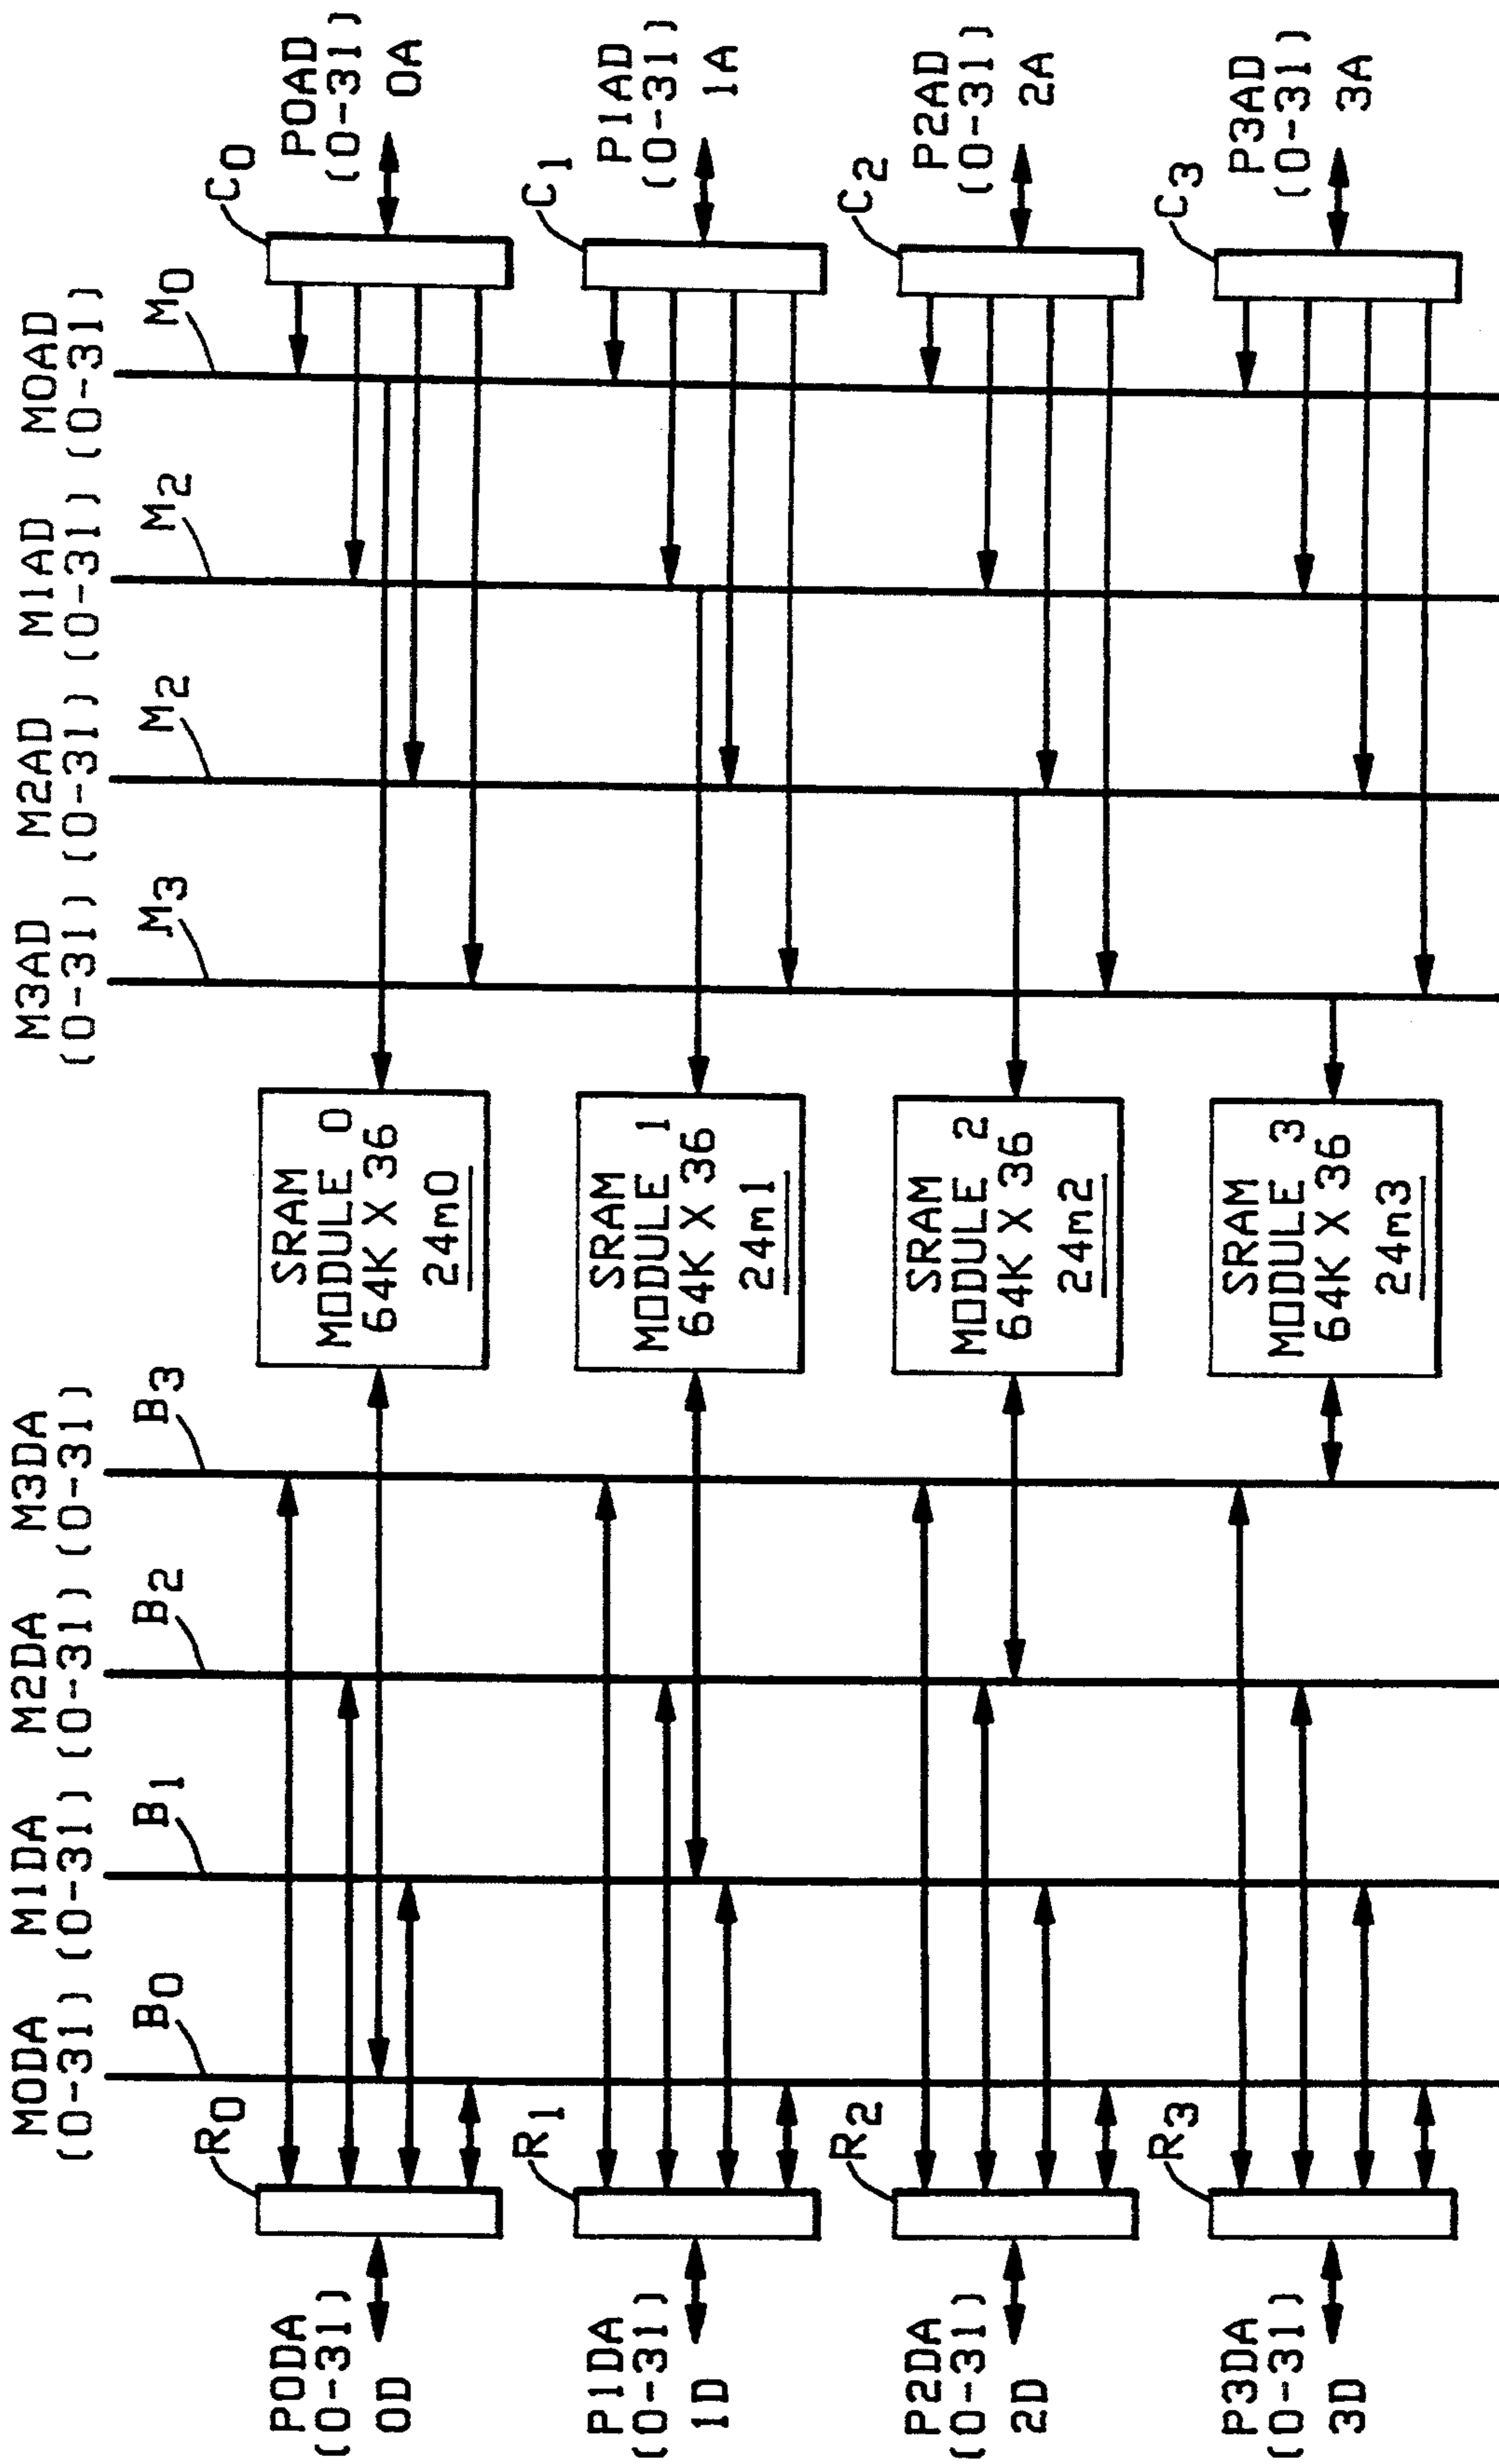 M0DA M1DA M2DA M3DA M3AD M2AD M1AD M0AD
(0-31) (0-31) (0-31) (0-31) (0-31) (0-31) (0-31) (0-31)
B0 B1 B2 B3 M3 M2 M2 M0
P0DA
(0-31)
0D
R0
SRAM
MODULE 0
64K X 36
24m0
C0
P0AD
(0-31)
0A
P1DA
(0-31)
1D
R1
SRAM
MODULE 1
64K X 36
24m1
C1
P1AD
(0-31)
1A
P2DA
(0-31)
2D
R2
SRAM
MODULE 2
64K X 36
24m2
C2
P2AD
(0-31)
2A
P3DA
(0-31)
3D
R3
SRAM
MODULE 3
64K X 36
24m3
C3
P3AD
(0-31)
3A